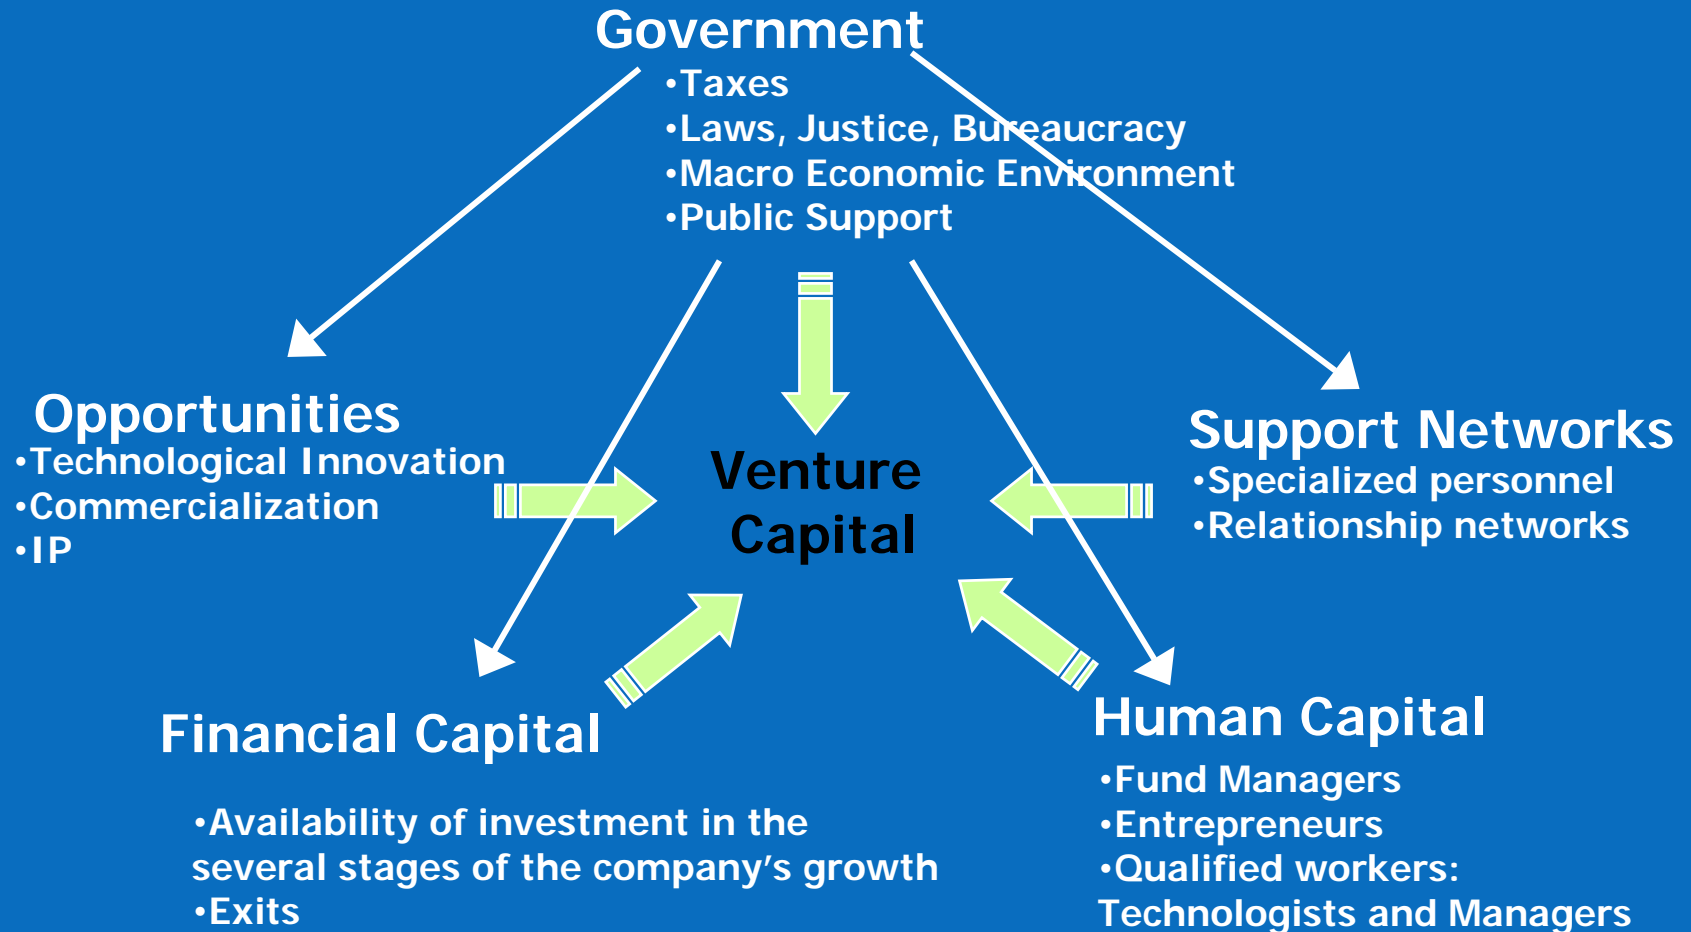 Government
•Taxes
•Laws, Justice, Bureaucracy
•Macro Economic Environment
•Public Support
Opportunities
•Technological Innovation
•Commercialization
•IP
Venture
Capital
Support Networks
•Specialized personnel
•Relationship networks
Financial Capital
•Availability of investment in the
several stages of the company's growth
•Exits
Human Capital
•Fund Managers
•Entrepreneurs
•Qualified workers:
Technologists and Managers